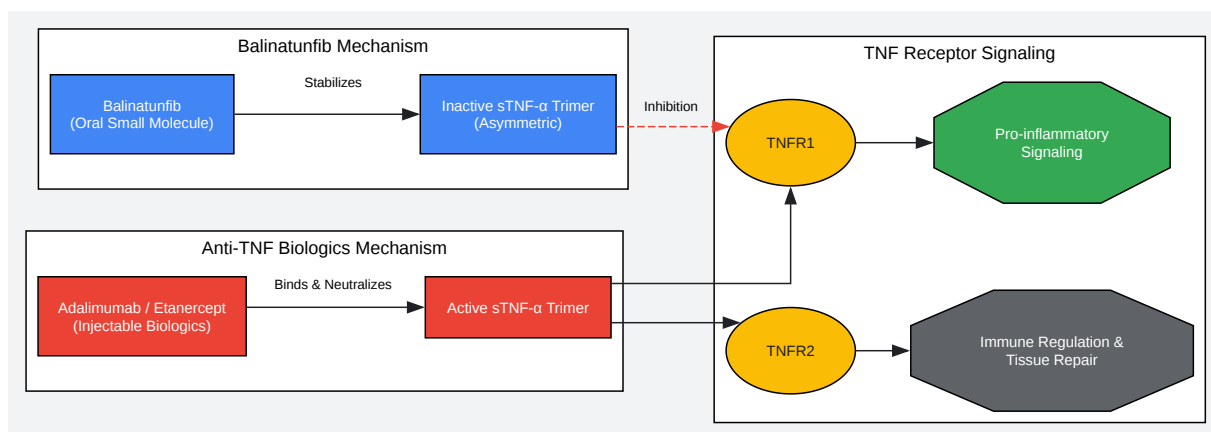 Balinatunfib Mechanism
Balinatunfib
(Oral Small Molecule)
Stabilizes
Inactive sTNF-α Trimer
(Asymmetric)
Inhibition
TNF Receptor Signaling
TNFR1
Pro-inflammatory
Signaling
Anti-TNF Biologics Mechanism
Adalimumab / Etanercept
(Injectable Biologics)
Binds & Neutralizes
Active sTNF-α Trimer
TNFR2
Immune Regulation &
Tissue Repair